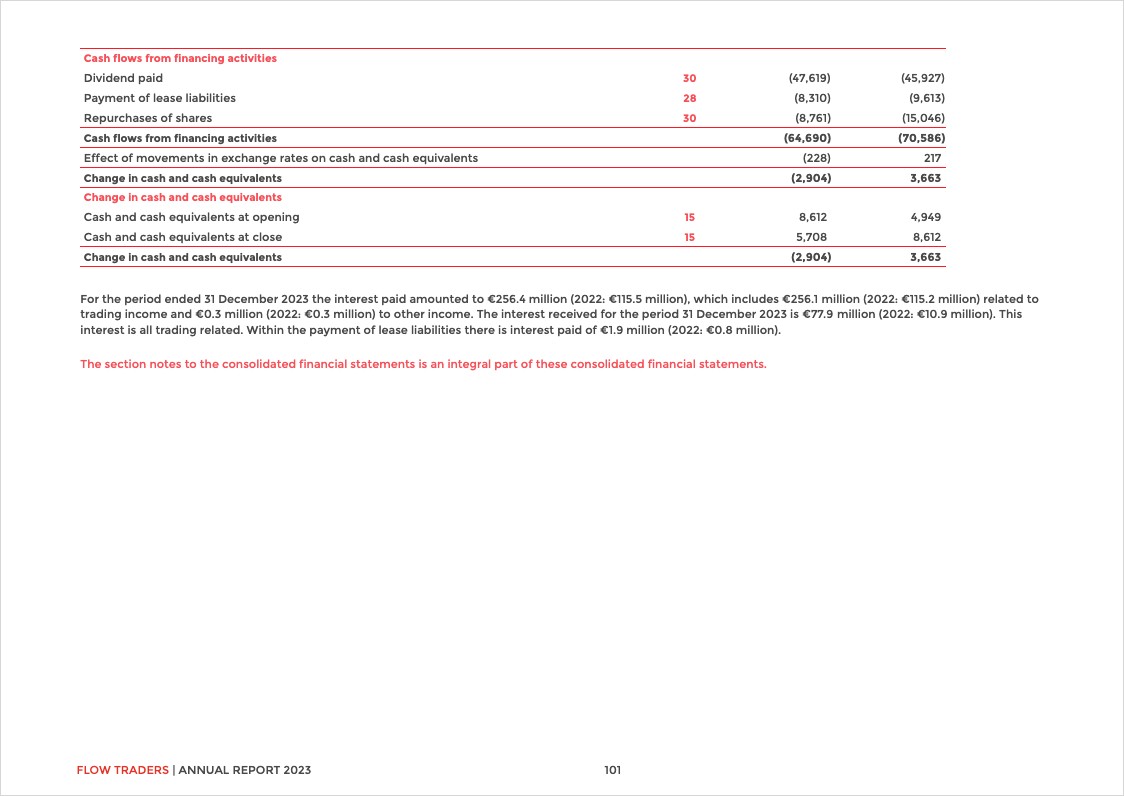 Cash flows from financing activities
Dividend paid 30 (47,619) (45,927)
Payment of lease liabilities 28 (8,310) (9,613)
Repurchases of shares 30 (8,761) (15,046)
Cash flows from financing activities (64,690) (70,586)
Effect of movements in exchange rates on cash and cash equivalents (228) 217
Change in cash and cash equivalents (2,904) 3,663
Change in cash and cash equivalents
Cash and cash equivalents at opening 15 8,612 4,949
Cash and cash equivalents at close 15 5,708 8,612
Change in cash and cash equivalents (2,904) 3,663
For the period ended 31 December 2023 the interest paid amounted to €256.4 million (2022: €115.5 million), which includes €256.1 million (2022: €115.2 million) related to
trading income and €0.3 million (2022: €0.3 million) to other income. The interest received for the period 31 December 2023 is €77.9 million (2022: €10.9 million). This
interest is all trading related. Within the payment of lease liabilities there is interest paid of €1.9 million (2022: €0.8 million).
The section notes to the consolidated financial statements is an integral part of these consolidated financial statements.
FLOW TRADERS | ANNUAL REPORT 2023 101